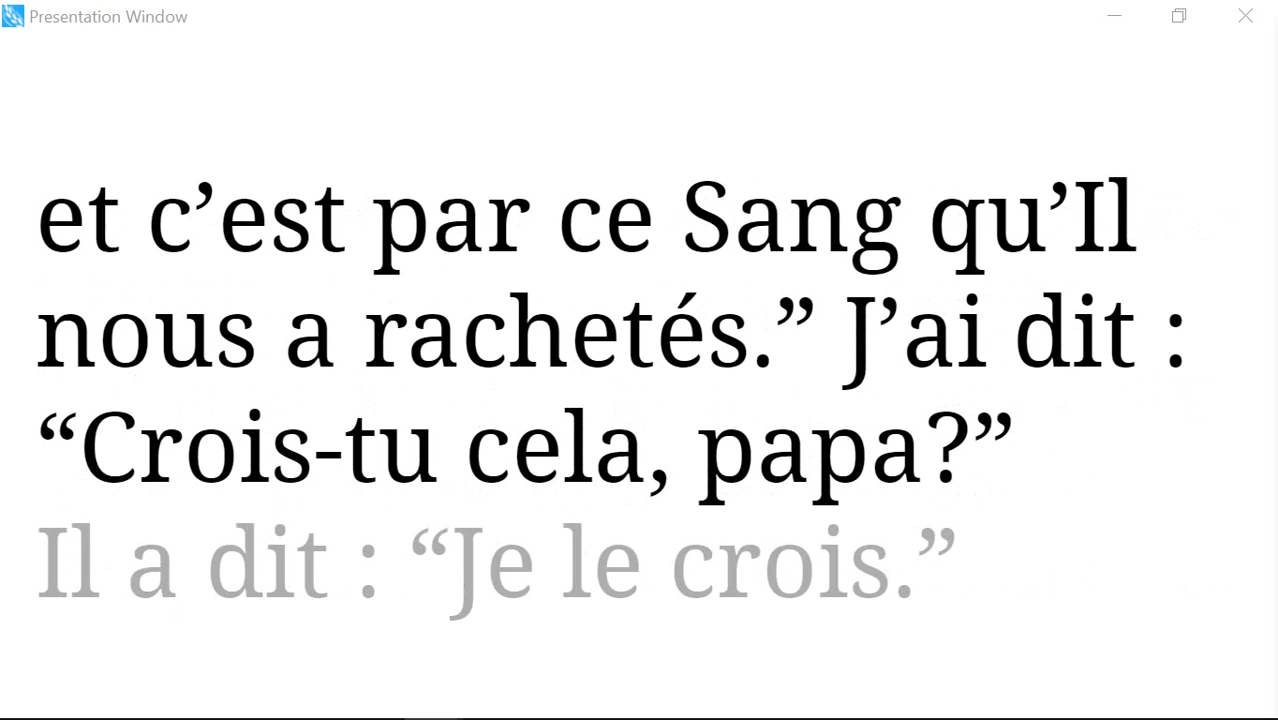 Presentation Window
et c’est par ce Sang qu’Il
nous a rachetés.” J’ai dit :
“Crois-tu cela, papa?”
Il a dit : “Je le crois.”